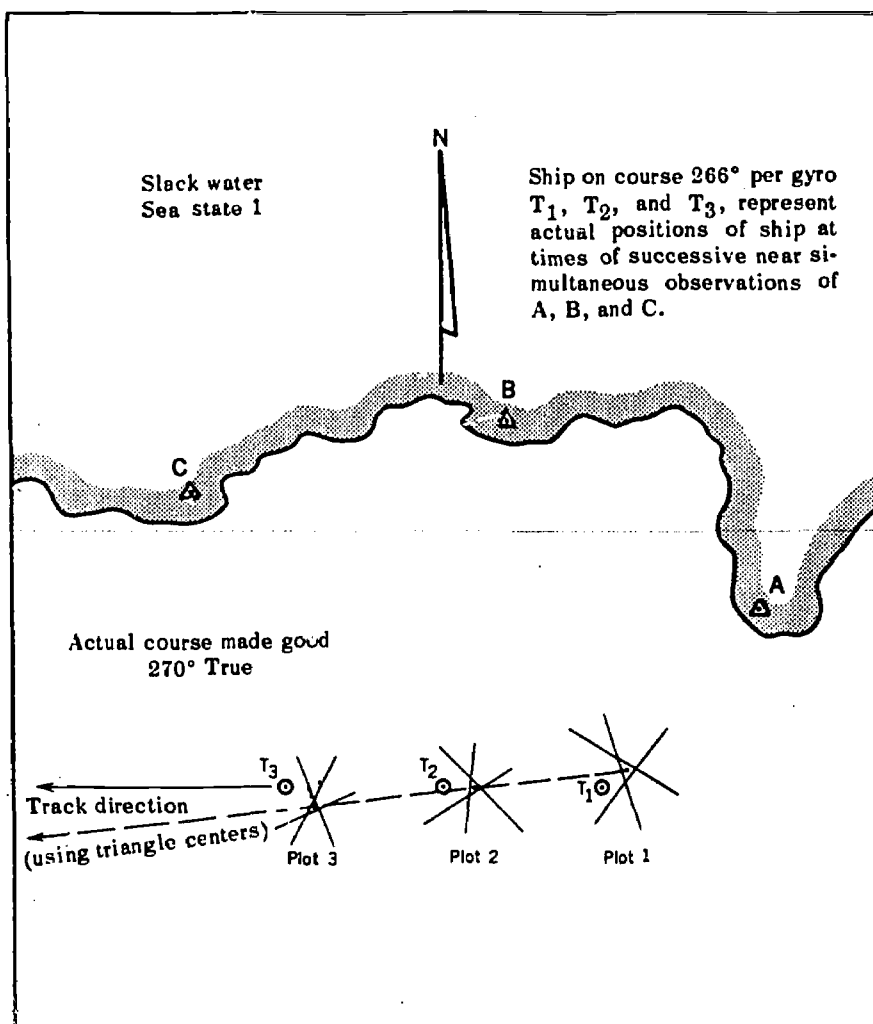 N
Slack water
Sea state 1
Ship on course 266° per gyro
T1, T2, and T3, represent
actual positions of ship at
times of successive near si-
multaneous observations of
A, B, and C.
B
C
A
Actual course made good
270° True
T3
T2
T1
Track direction
(using triangle centers)
Plot 3
Plot 2
Plot 1